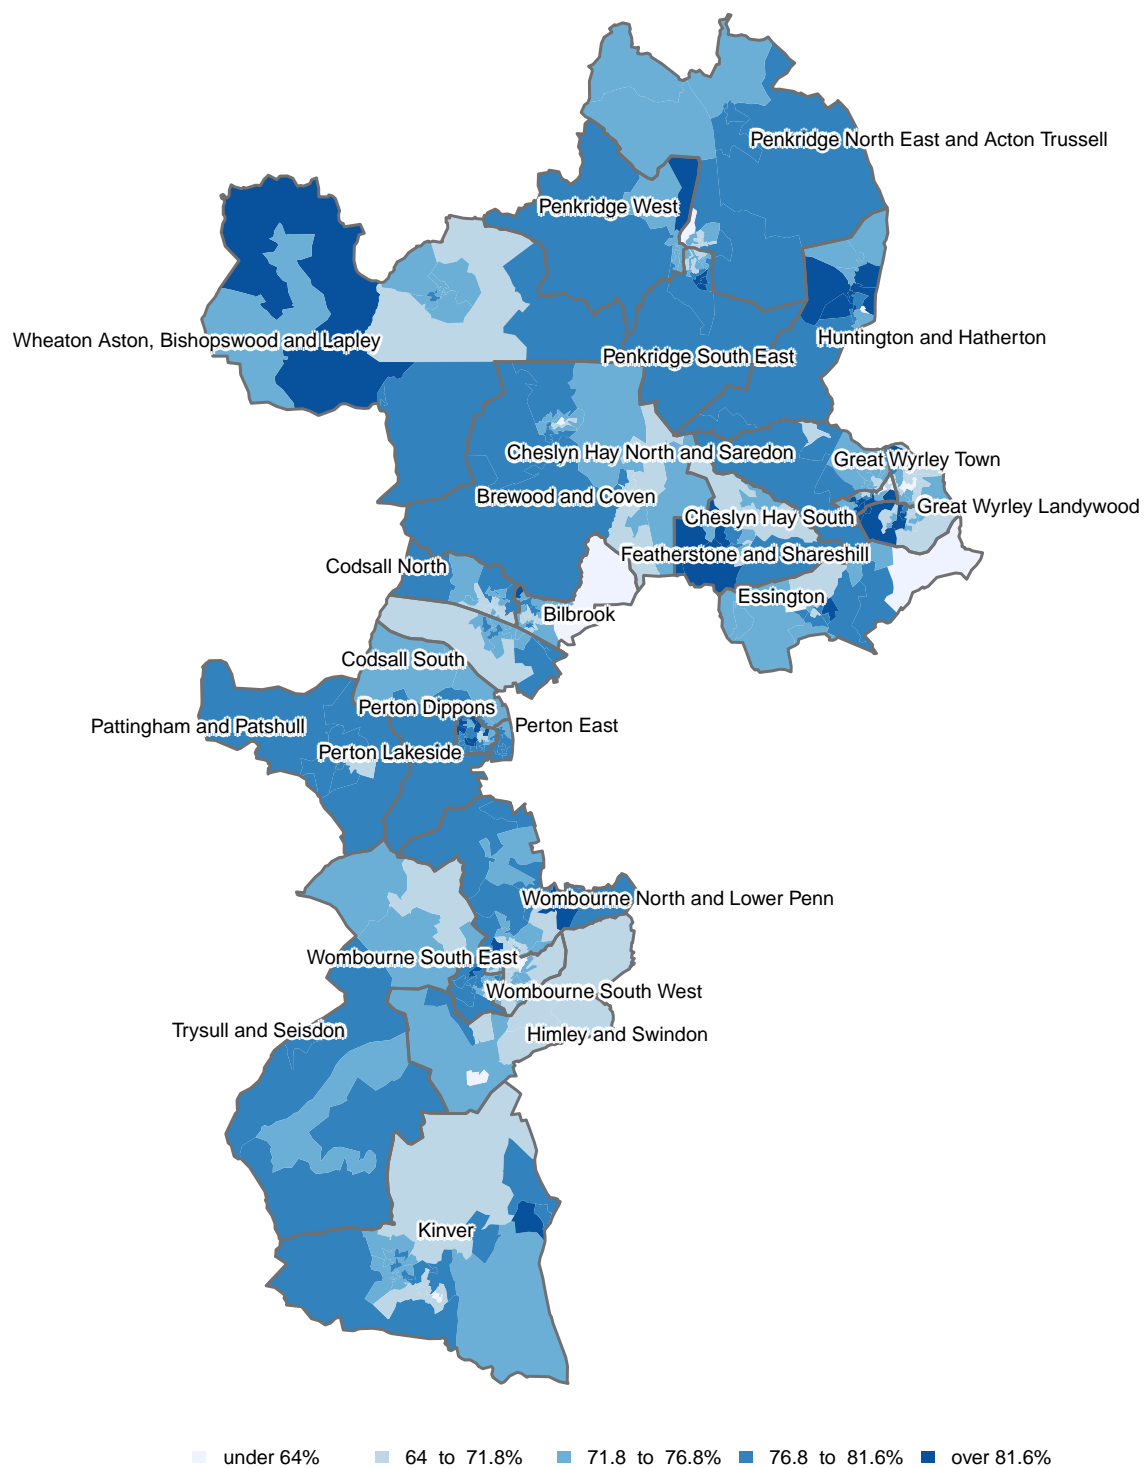 Penkridge North East and Acton Trussell
Penkridge West
Huntington and Hatherton
Wheaton Aston, Bishopswood and Lapley
Penkridge South East
Cheslyn Hay North and Saredon
Great Wyrley Town
Brewood and Coven
Great Wyrley Landywood
Cheslyn Hay South
Featherstone and Shareshill
Codsall North
Essington
Bilbrook
Codsall South
Perton Dippons
Pattingham and Patshull
Perton East
Perton Lakeside
Wombourne North and Lower Penn
Wombourne South East
Wombourne South West
Trysull and Seisdon
Himley and Swindon
Kinver
under 64% 64 to 71.8% 71.8 to 76.8% 76.8 to 81.6% over 81.6%